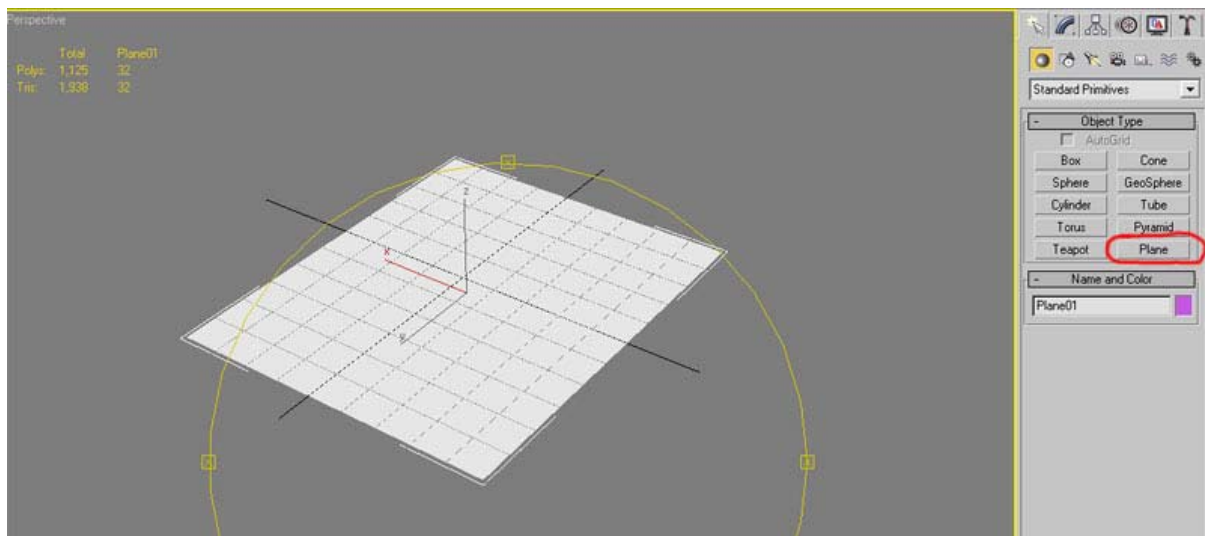 Perspective
Total Plane01
Polys: 1,125 32
Tris: 1,938 32
z
x
y
Standard Primitives
- Object Type
AutoGrid
Box Cone
Sphere GeoSphere
Cylinder Tube
Torus Pyramid
Teapot Plane
- Name and Color
Plane01